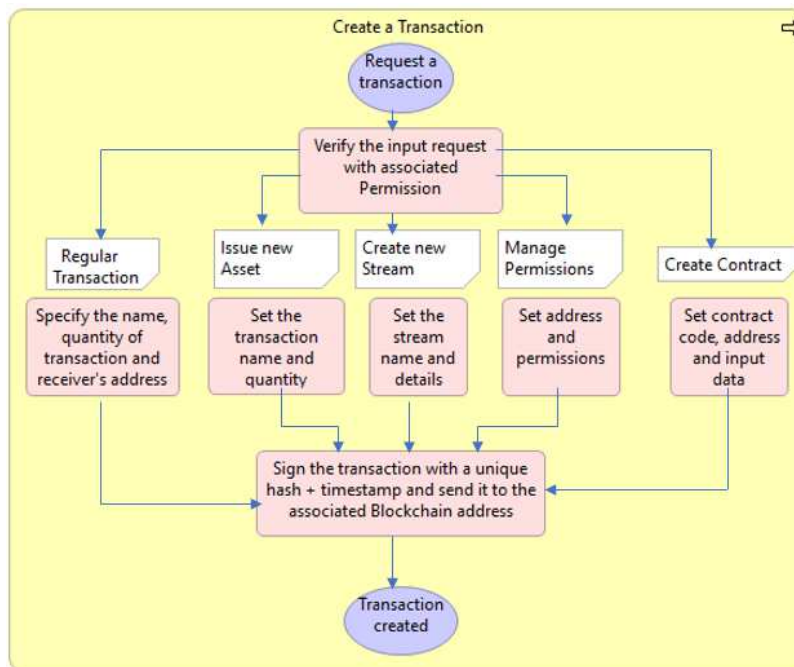 Create a Transaction
Request a
transaction
Verify the input request
with associated
Permission
Regular
Transaction
Issue new
Asset
Create new
Stream
Manage
Permissions
Create Contract
Specify the name,
quantity of
transaction and
receiver's address
Set the
transaction
name and
quantity
Set the
stream
name and
details
Set address
and
permissions
Set contract
code, address
and input
data
Sign the transaction with a unique
hash + timestamp and send it to the
associated Blockchain address
Transaction
created